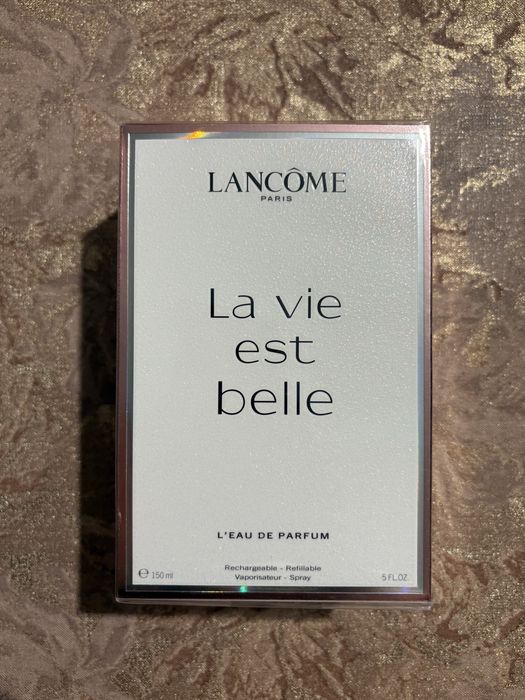 LANCÔME
PARIS
La vie
est
belle
L'EAU DE PARFUM
Rechargeable - Refillable
℮ 150 ml Vaporisateur - Spray 5 FL.OZ.